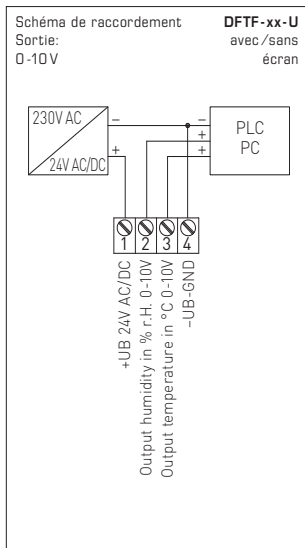 Schéma de raccordement
DFTF-xx-U
Sortie:
avec/sans
0-10 V
écran
230V AC
24V AC/DC
–
+
–
+
+
PLC
PC
1
2
3
4
+UB 24V AC/DC
Output humidity in % r.H. 0-10V
Output temperature in °C 0-10V
–UB-GND